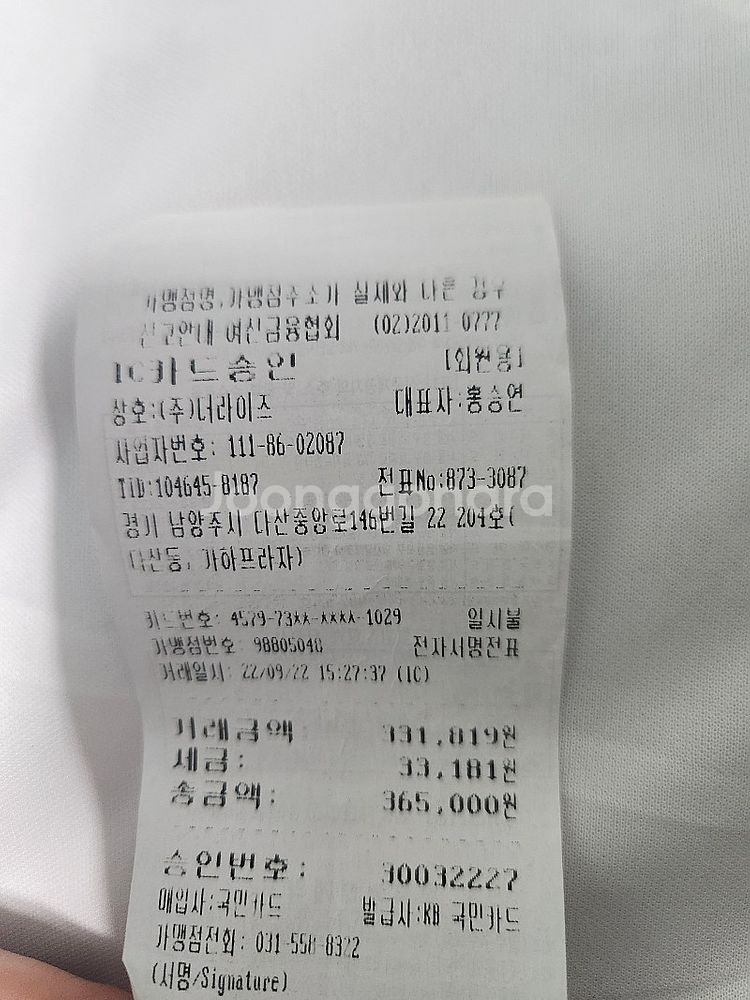 가맹점명,가맹점주소가 실제와 다른 경우
신고안내 여신금융협회 (02)2011 0777
IC카드승인 [회원용]
상호:(주)더라이즈 대표자:홍승연
사업자번호: 111-86-02087
TID:104645-8187 전표No:873-3087
Joonggonara
경기 남양주시 다산중앙로146번길 22 204호(
다산동, 가하프라자)
카드번호: 4579-73**-****-1029 일시불
가맹점번호: 98805048 전자서명전표
거래일시: 22/09/22 15:27:37 (IC)
거래금액 331,819원
세금: 33,181원
총금액: 365,000원
승인번호: 30032227
매입사:국민카드 발급사:KB 국민카드
가맹점전화: 031-558-8322
(서명/Signature)